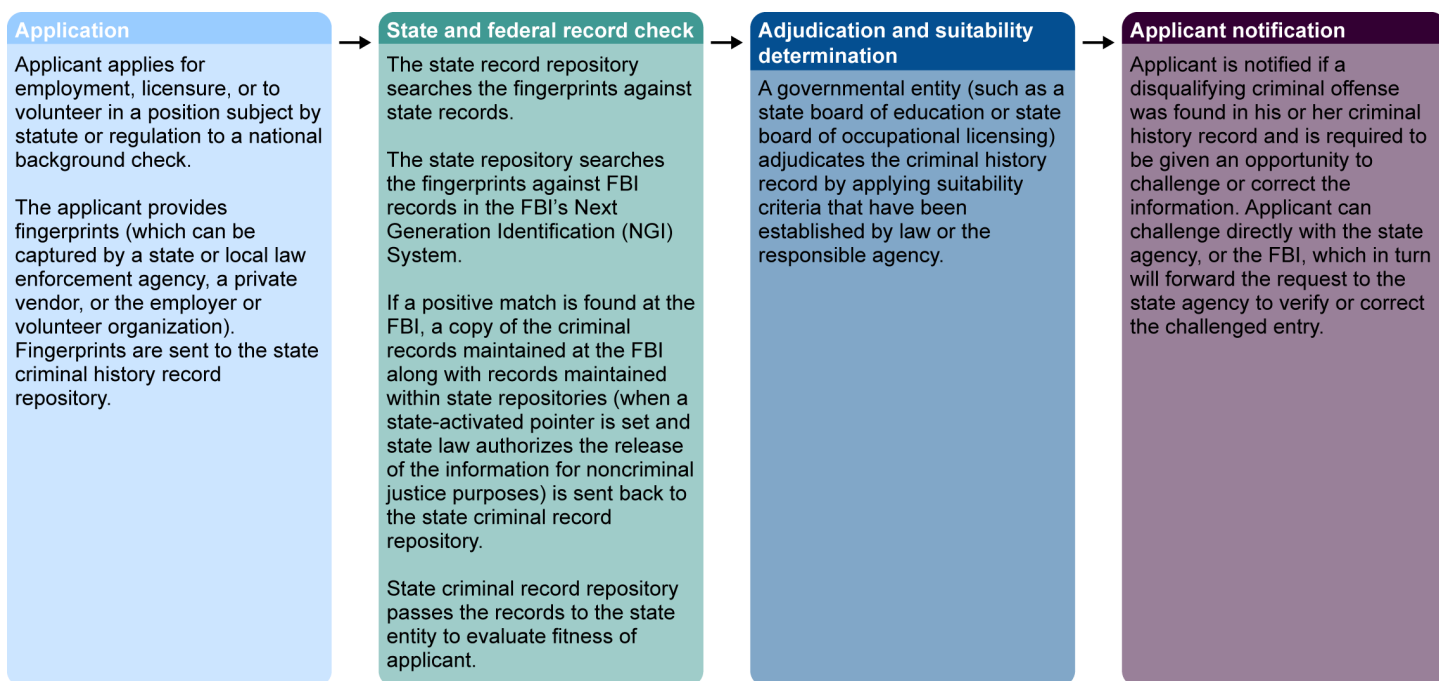 Application
Applicant applies for
employment, licensure, or to
volunteer in a position subject by
statute or regulation to a national
background check.
The applicant provides
fingerprints (which can be
captured by a state or local law
enforcement agency, a private
vendor, or the employer or
volunteer organization).
Fingerprints are sent to the state
criminal history record
repository.
State and federal record check
The state record repository
searches the fingerprints against
state records.
The state repository searches
the fingerprints against FBI
records in the FBI’s Next
Generation Identification (NGI)
System.
If a positive match is found at the
FBI, a copy of the criminal
records maintained at the FBI
along with records maintained
within state repositories (when a
state-activated pointer is set and
state law authorizes the release
of the information for noncriminal
justice purposes) is sent back to
the state criminal record
repository.
State criminal record repository
passes the records to the state
entity to evaluate fitness of
applicant.
Adjudication and suitability
determination
A governmental entity (such as a
state board of education or state
board of occupational licensing)
adjudicates the criminal history
record by applying suitability
criteria that have been
established by law or the
responsible agency.
Applicant notification
Applicant is notified if a
disqualifying criminal offense
was found in his or her criminal
history record and is required to
be given an opportunity to
challenge or correct the
information. Applicant can
challenge directly with the state
agency, or the FBI, which in turn
will forward the request to the
state agency to verify or correct
the challenged entry.